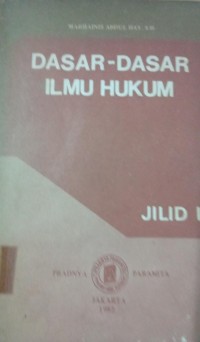 DASAR-DASAR
ILMU HUKUM
JILID I
PRADNYA PARAMITA
JAKARTA